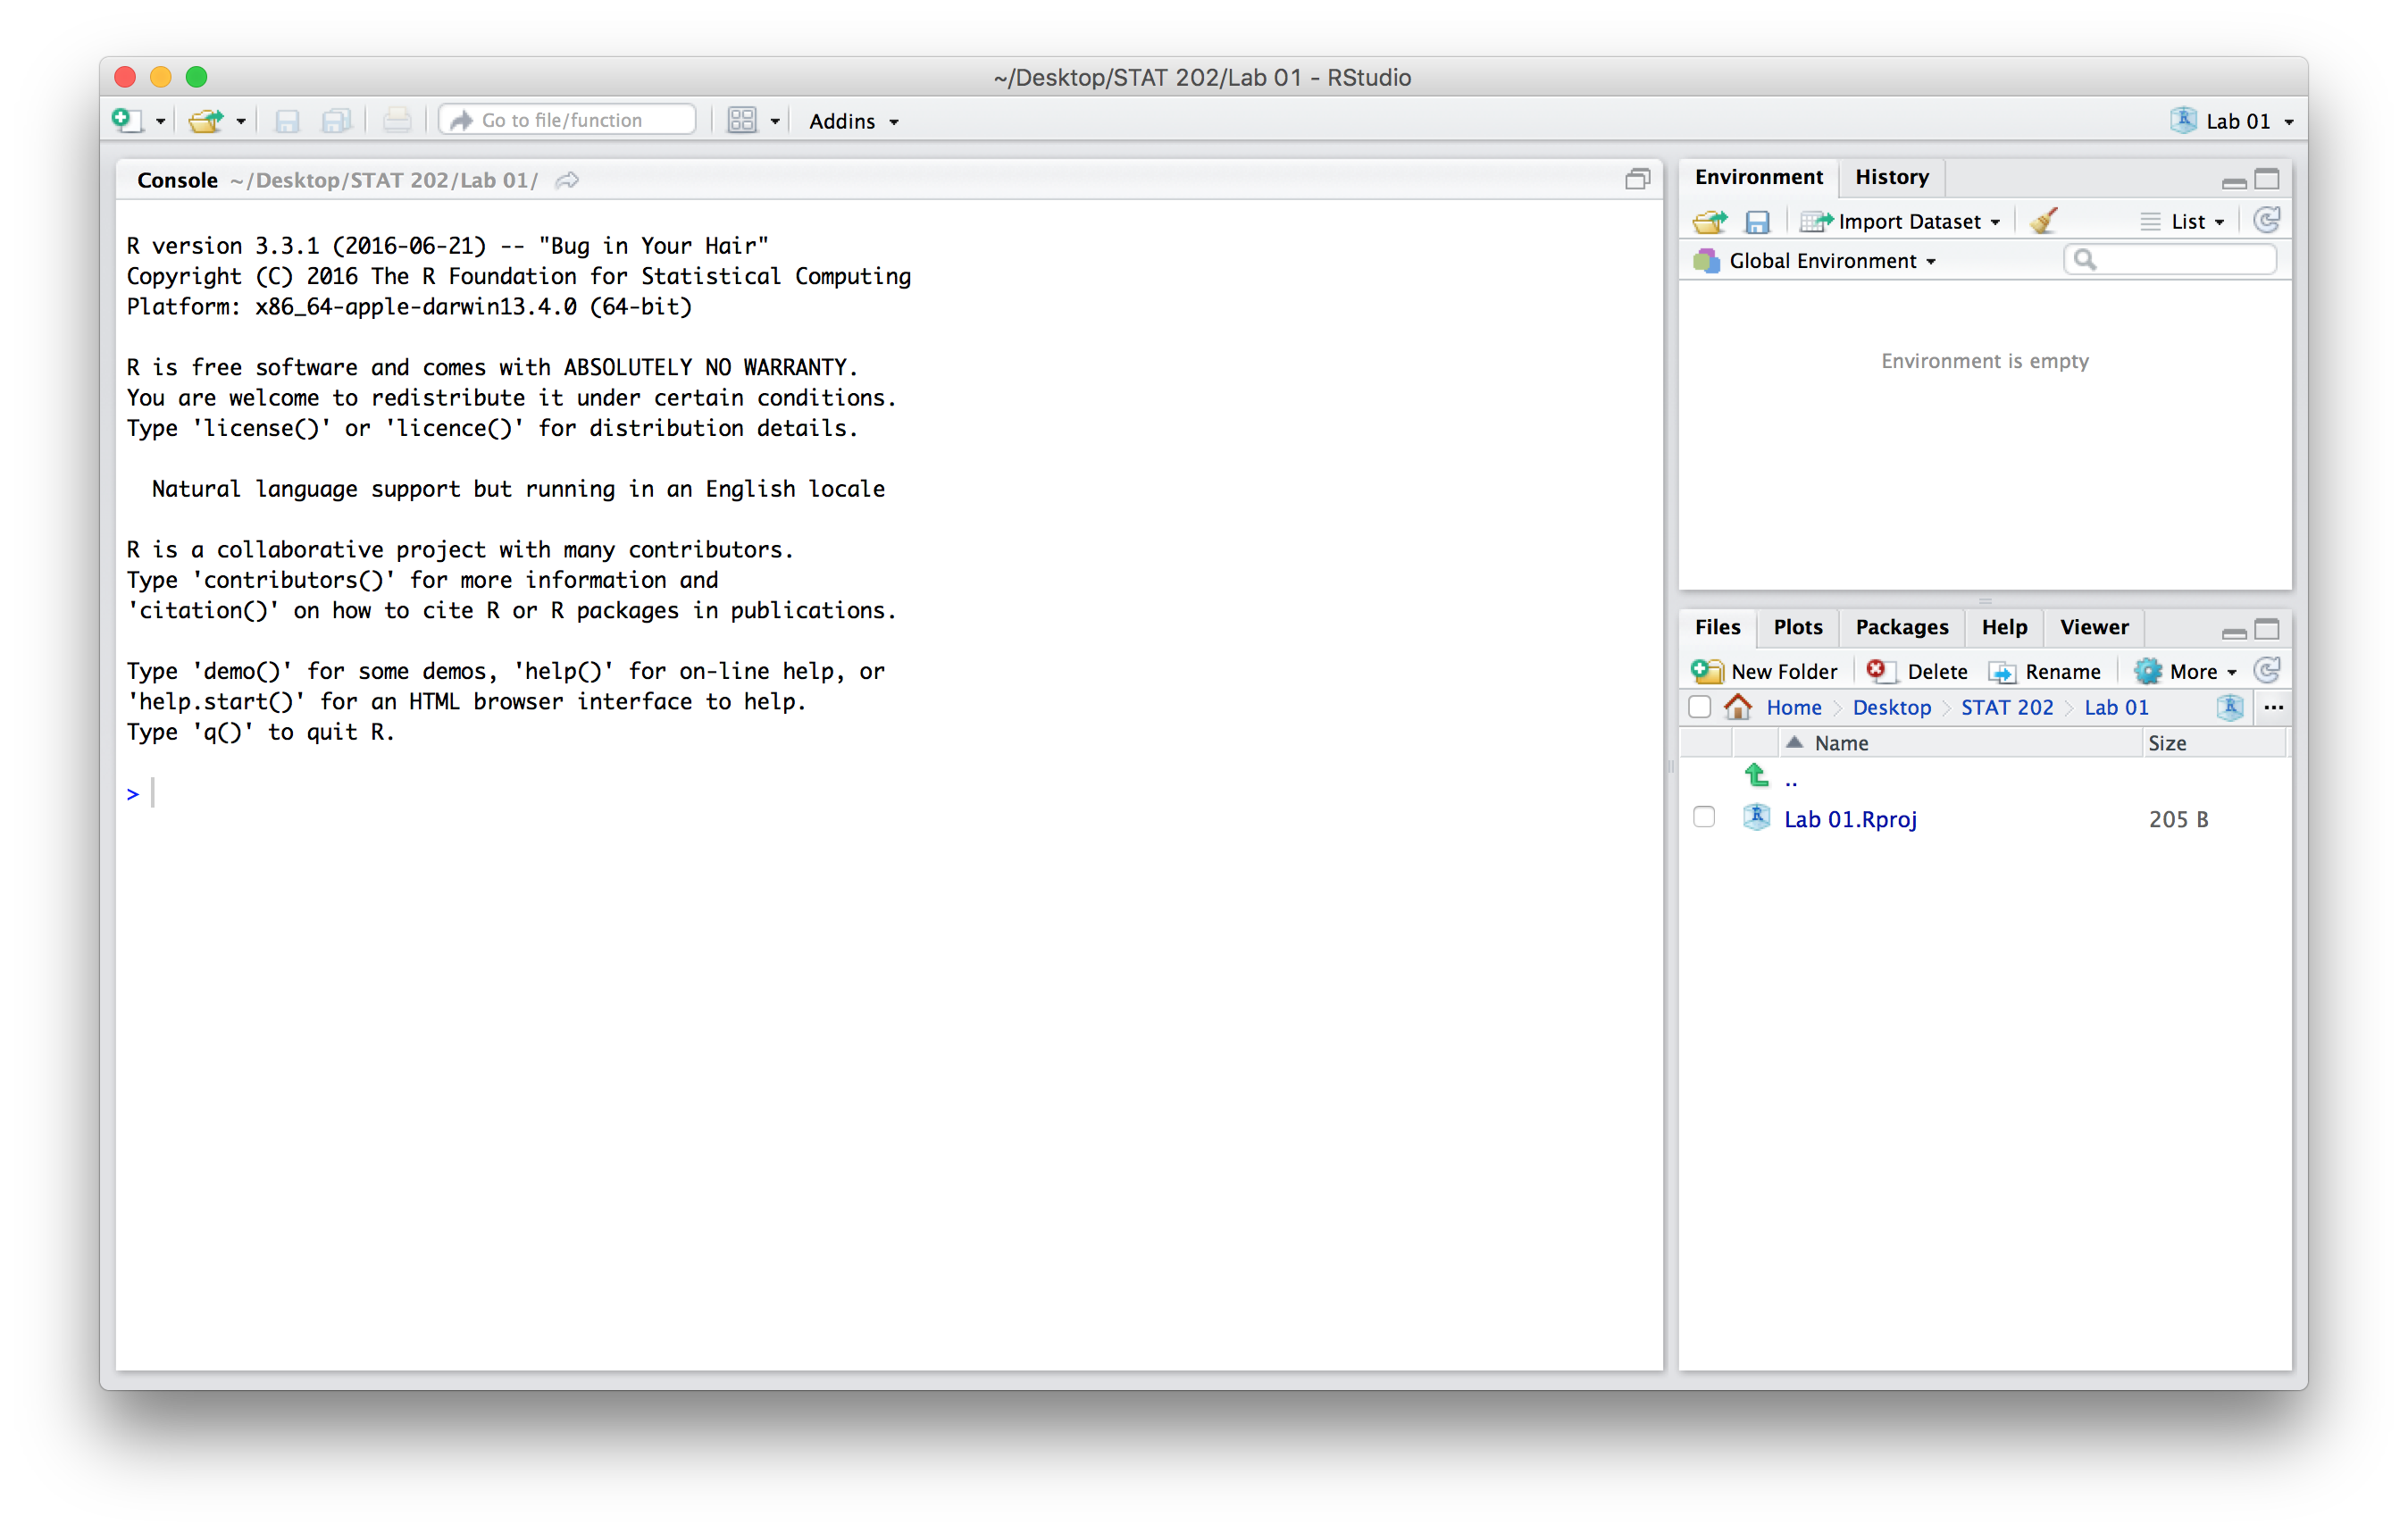 ~/Desktop/STAT 202/Lab 01 - RStudio
Go to file/function
Addins
Lab 01
Console ~/Desktop/STAT 202/Lab 01/
R version 3.3.1 (2016-06-21) -- "Bug in Your Hair"
Copyright (C) 2016 The R Foundation for Statistical Computing
Platform: x86_64-apple-darwin13.4.0 (64-bit)
R is free software and comes with ABSOLUTELY NO WARRANTY.
You are welcome to redistribute it under certain conditions.
Type 'license()' or 'licence()' for distribution details.
Natural language support but running in an English locale
R is a collaborative project with many contributors.
Type 'contributors()' for more information and
'citation()' on how to cite R or R packages in publications.
Type 'demo()' for some demos, 'help()' for on-line help, or
'help.start()' for an HTML browser interface to help.
Type 'q()' to quit R.
>
Environment History
Import Dataset List
Global Environment
Environment is empty
Files Plots Packages Help Viewer
New Folder Delete Rename More
Home Desktop STAT 202 Lab 01 ...
Name Size
..
Lab 01.Rproj 205 B